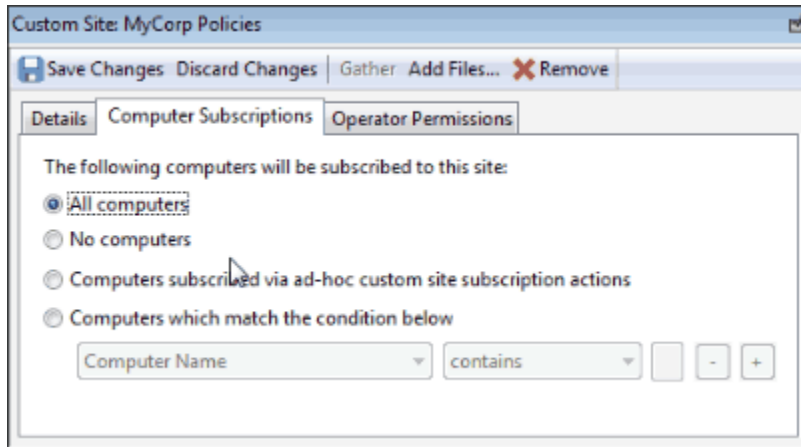 Custom Site: MyCorp Policies
Save Changes Discard Changes Gather Add Files... Remove
Details Computer Subscriptions Operator Permissions
The following computers will be subscribed to this site:
All computers
No computers
Computers subscribed via ad-hoc custom site subscription actions
Computers which match the condition below
Computer Name contains - +